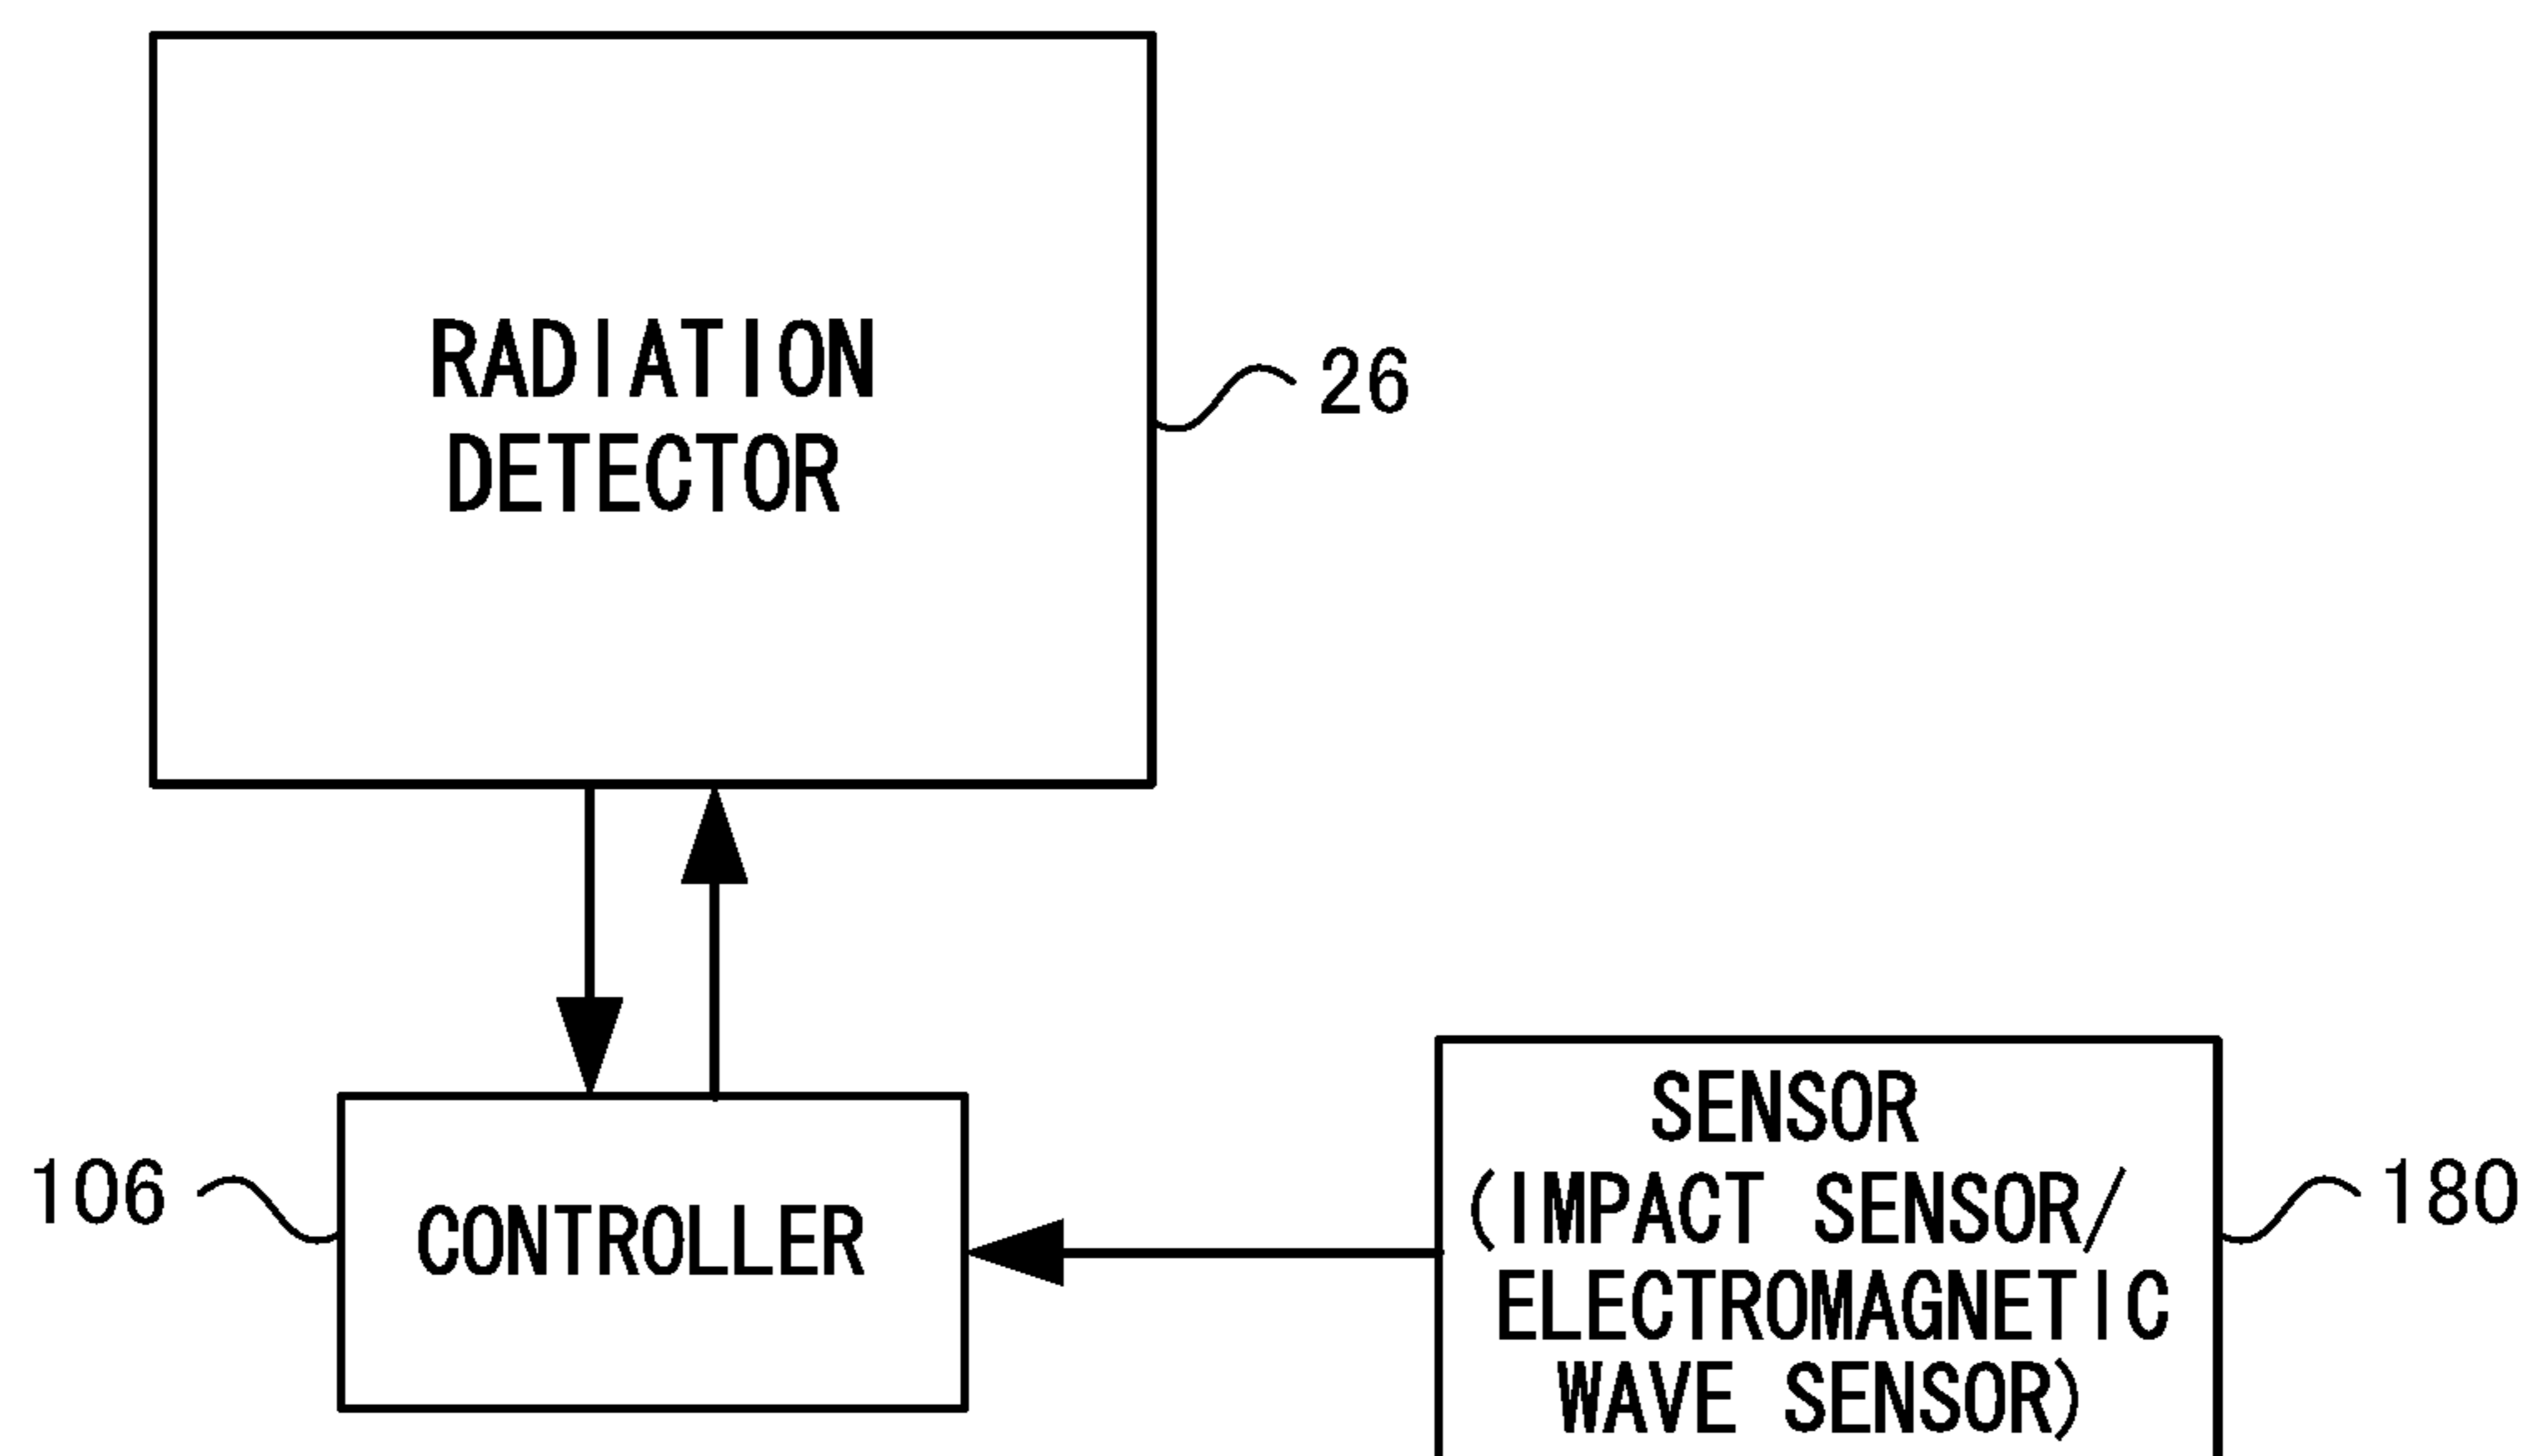 RADIATION
DETECTOR
26
106
CONTROLLER
SENSOR
(IMPACT SENSOR/
ELECTROMAGNETIC
WAVE SENSOR)
180